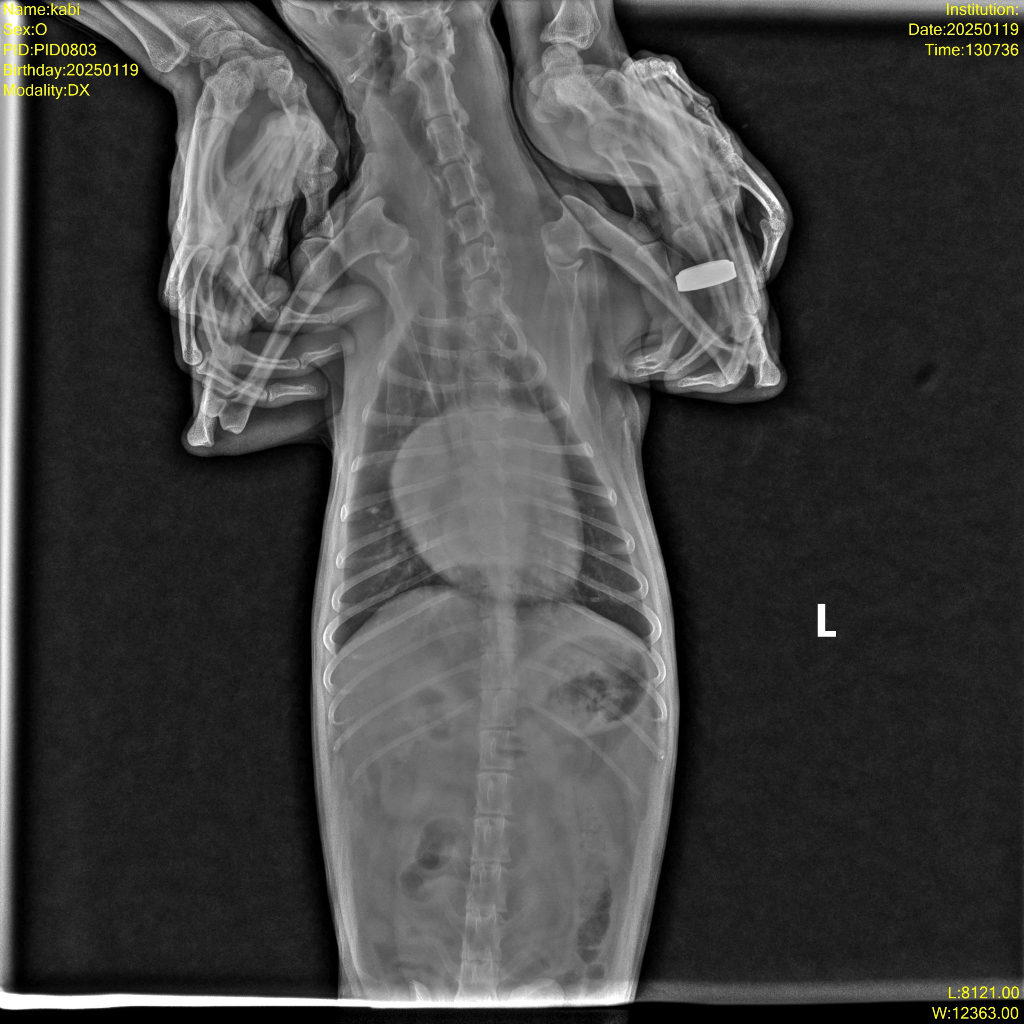 Name:kabi
Sex:O
PID:PID0803
Birthday:20250119
Modality:DX
Institution:
Date:20250119
Time:130736
L
L:8121.00
W:12363.00